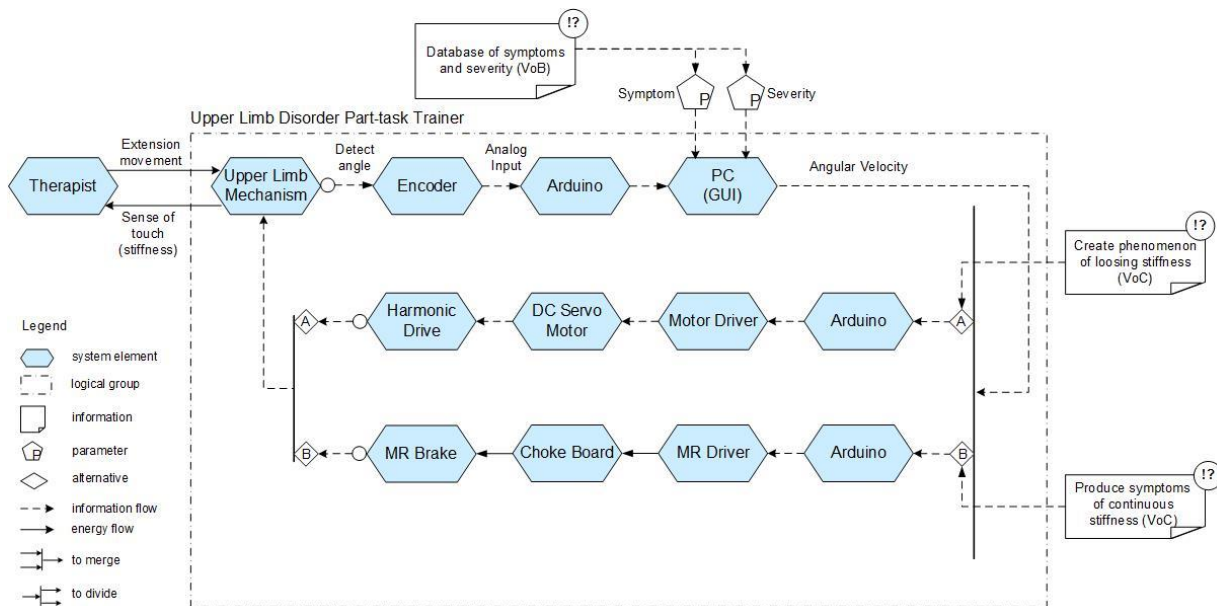 !?
Database of symptoms
and severity (VoB)
Symptom
P
P
Severity
Upper Limb Disorder Part-task Trainer
Extension
movement
Detect
angle
Analog
Input
Therapist
Upper Limb
Mechanism
Encoder
Arduino
PC
(GUI)
Angular Velocity
Sense of
touch
(stiffness)
!?
Create phenomenon
of loosing stiffness
(VoC)
A
Harmonic
Drive
DC Servo
Motor
Motor Driver
Arduino
A
B
MR Brake
Choke Board
MR Driver
Arduino
B
!?
Produce symptoms
of continuous
stiffness (VoC)
Legend
system element
logical group
information
P
parameter
alternative
information flow
energy flow
to merge
to divide